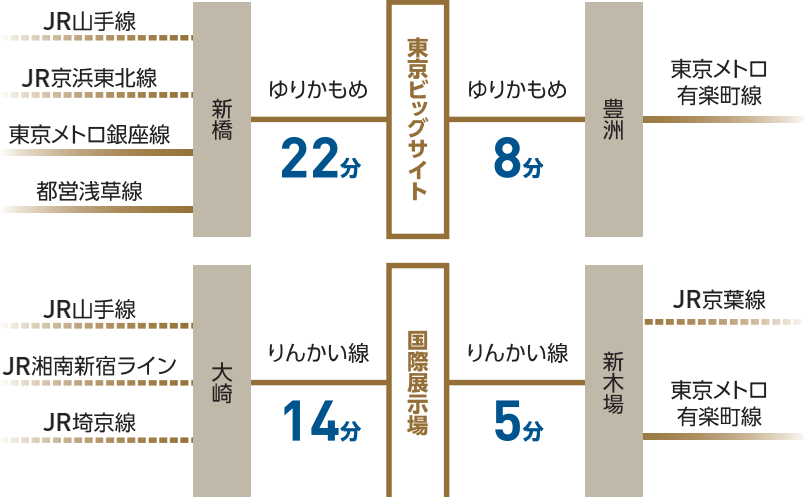 JR山手線
JR京浜東北線
東京メトロ銀座線
都営浅草線
新橋
ゆりかもめ
22分
東京ビッグサイト
ゆりかもめ
8分
豊洲
東京メトロ
有楽町線
JR山手線
JR湘南新宿ライン
JR埼京線
大崎
りんかい線
14分
国際展示場
りんかい線
5分
新木場
JR京葉線
東京メトロ
有楽町線